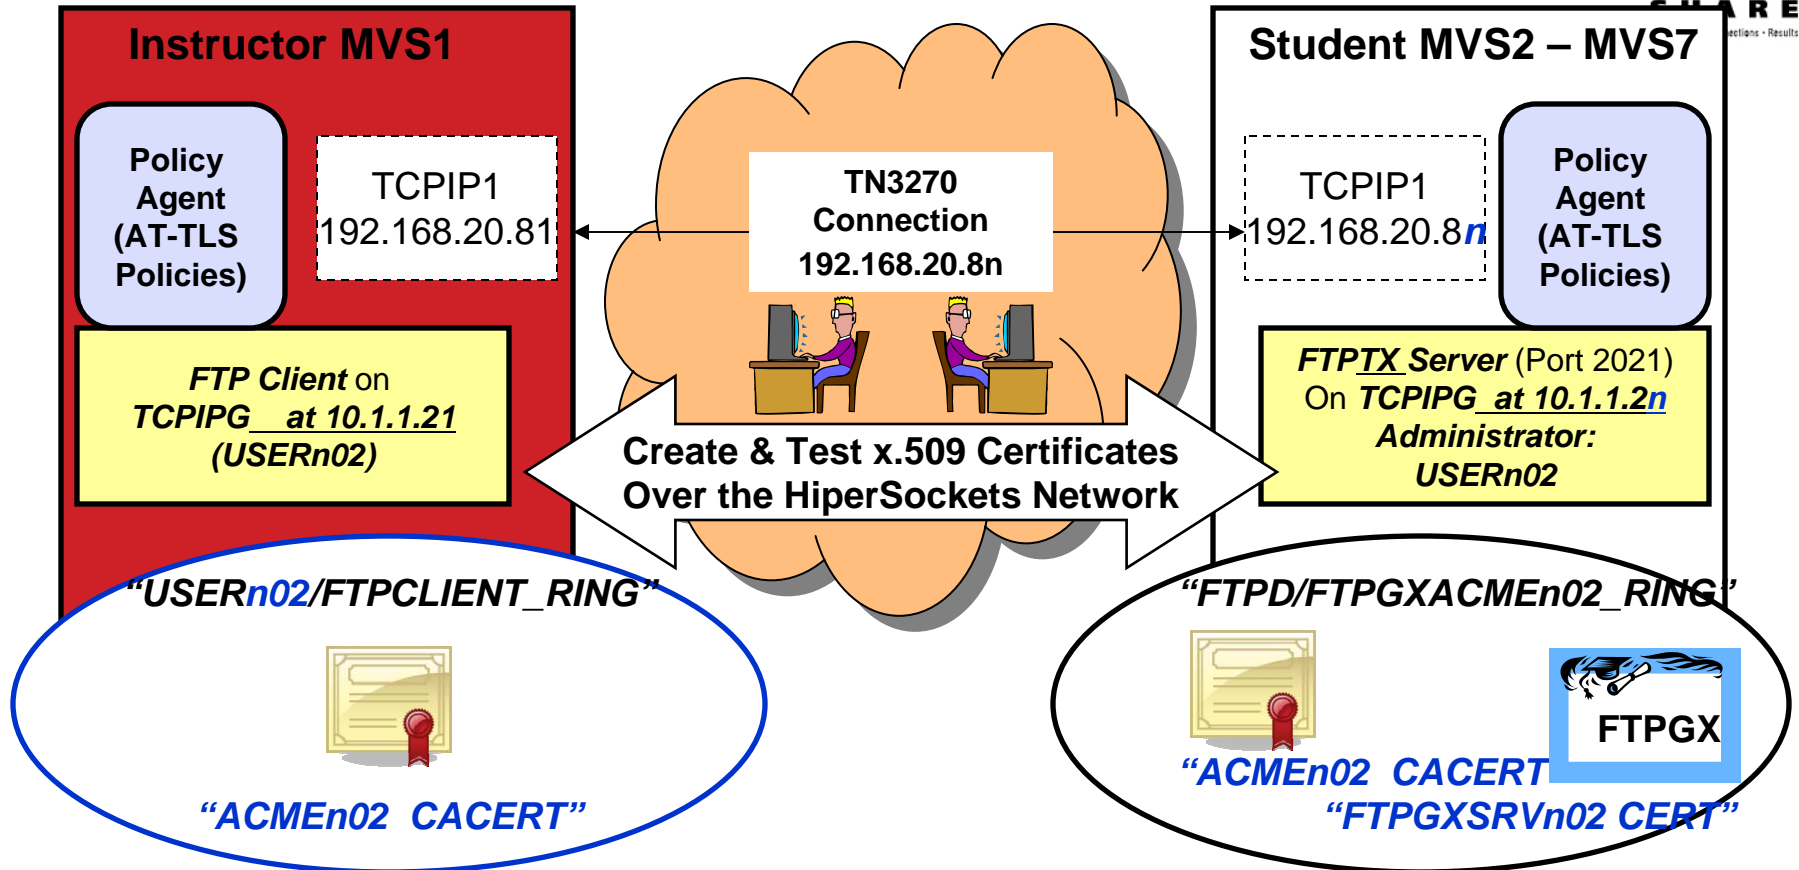 SHARE
ections • Results
Instructor MVS1
Student MVS2 – MVS7
Policy
Agent
(AT-TLS
Policies)
TCPIP1
192.168.20.81
TN3270
Connection
192.168.20.8n
TCPIP1
192.168.20.8n
Policy
Agent
(AT-TLS
Policies)
FTP Client on
TCPIPG at 10.1.1.21
(USERn02)
FTPTX Server (Port 2021)
On TCPIPG at 10.1.1.2n
Administrator:
USERn02
Create & Test x.509 Certificates
Over the HiperSockets Network
“USERn02/FTPCLIENT_RING”
“ACMEn02 CACERT”
“FTPD/FTPGXACMEn02_RING”
FTPGX
“ACMEn02 CACERT
“FTPGXSRVn02 CERT”